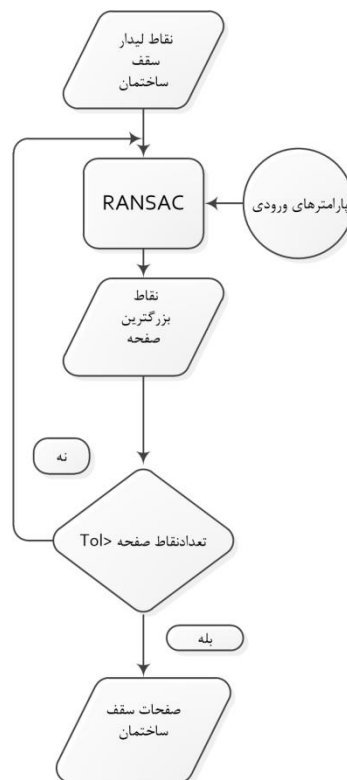 نقاط لیدار
سقف
ساختمان
RANSAC
پارامترهای ورودی
نقاط
بزرگترین
صفحه
نه
تعدادنقاط صفحه <Tol
بله
صفحات سقف
ساختمان